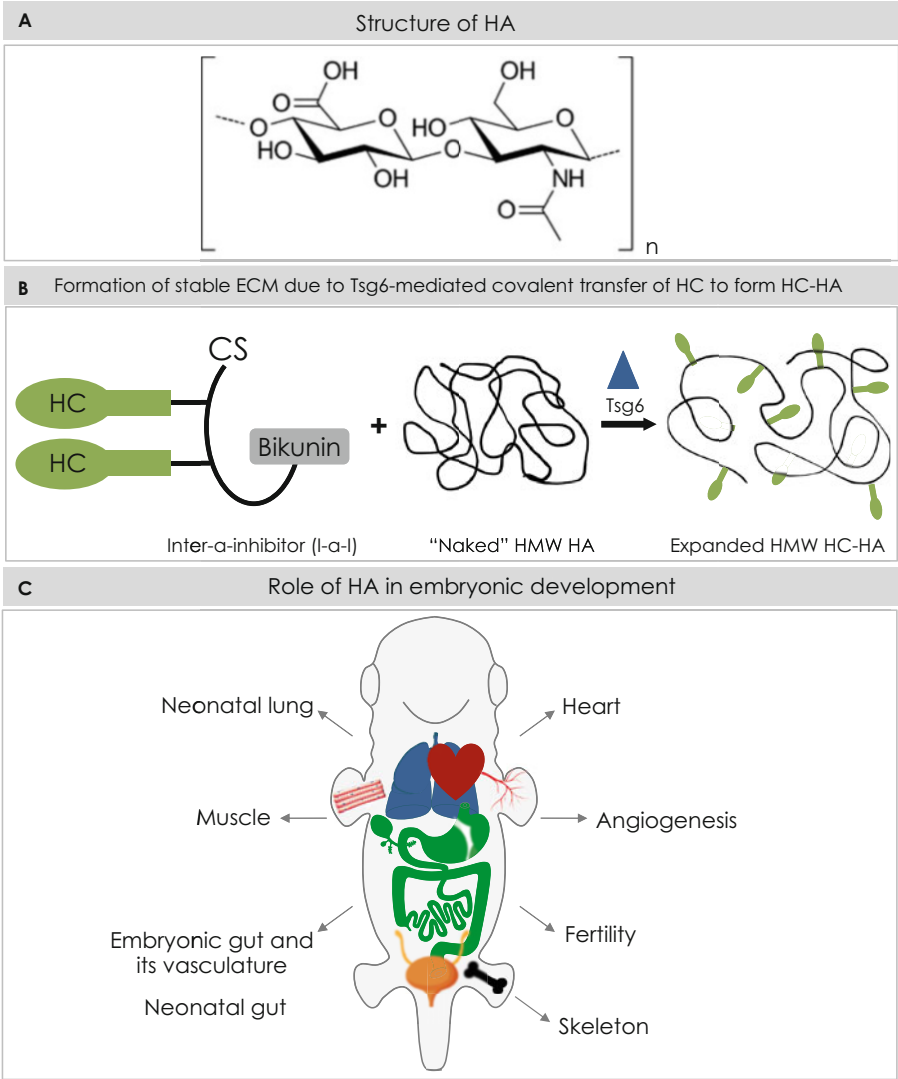 A
Structure of HA
OH
OH
O
O
O
O
HO
O
HO
OH
NH
O
n
B
Formation of stable ECM due to Tsg6-mediated covalent transfer of HC to form HC-HA
CS
HC
HC
Bikunin
+
Tsg6
Inter-a-inhibitor (I-a-I)
“Naked” HMW HA
Expanded HMW HC-HA
C
Role of HA in embryonic development
Neonatal lung
Heart
Muscle
Angiogenesis
Embryonic gut and
its vasculature
Neonatal gut
Fertility
Skeleton